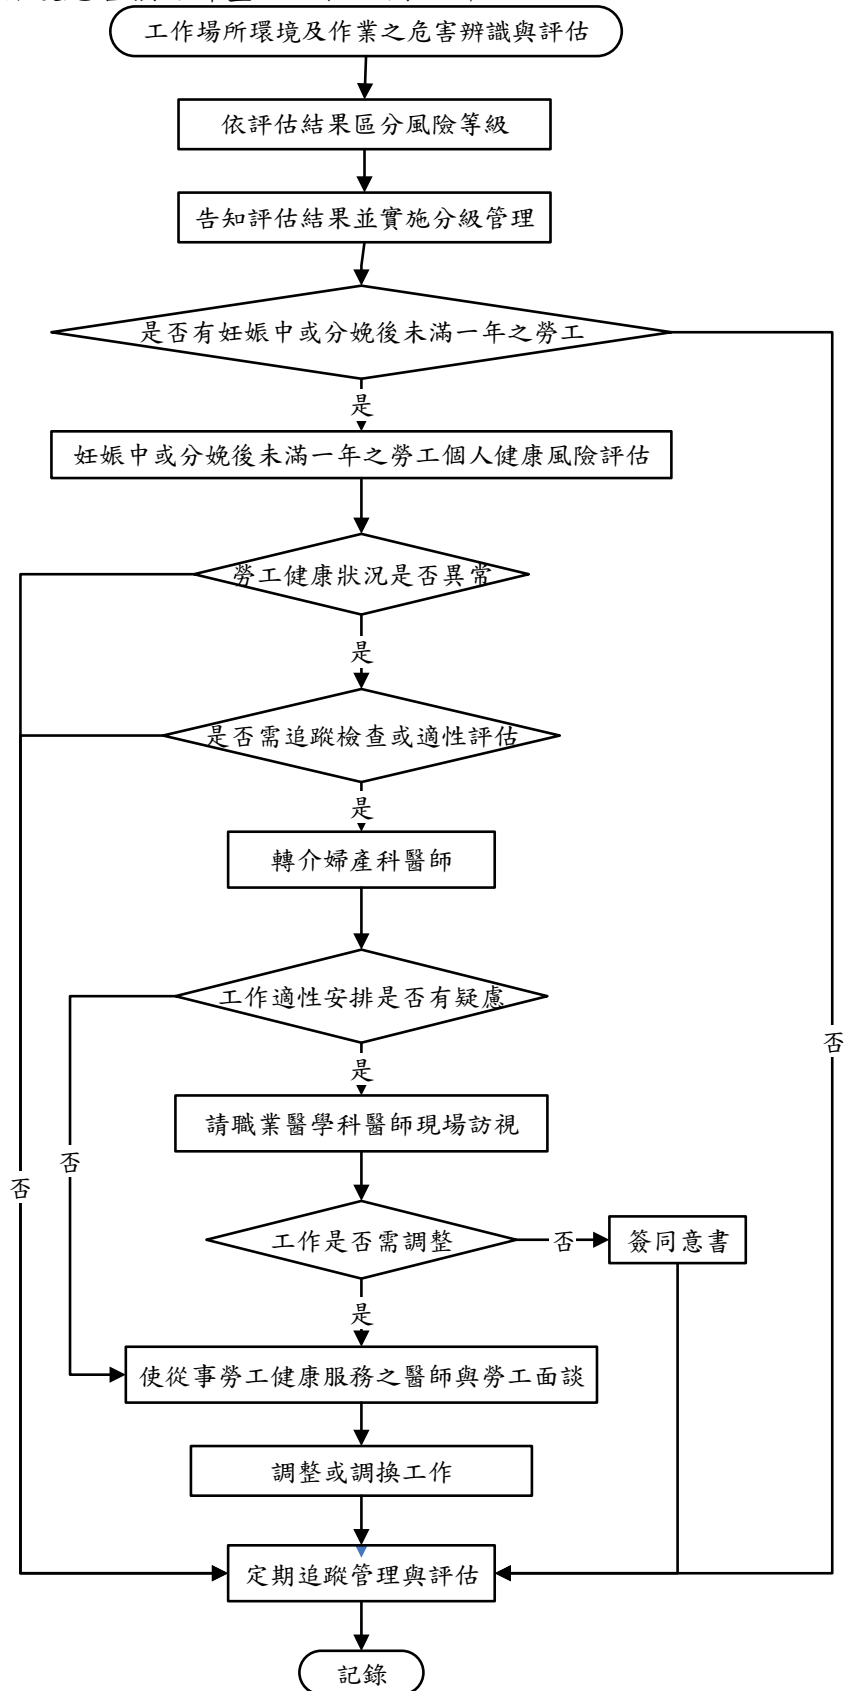 工作場所環境及作業之危害辨識與評估
依評估結果區分風險等級
告知評估結果並實施分級管理
是否有妊娠中或分娩後未滿一年之勞工
是
妊娠中或分娩後未滿一年之勞工個人健康風險評估
勞工健康狀況是否異常
是
是否需追蹤檢查或適性評估
是
轉介婦產科醫師
工作適性安排是否有疑慮
否
是
請職業醫學科醫師現場訪視
否
否
工作是否需調整
否
簽同意書
是
使從事勞工健康服務之醫師與勞工面談
調整或調換工作
定期追蹤管理與評估
記錄